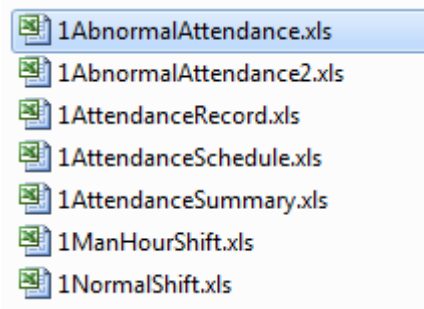 1AbnormalAttendance.xls
1AbnormalAttendance2.xls
1AttendanceRecord.xls
1AttendanceSchedule.xls
1AttendanceSummary.xls
1ManHourShift.xls
1NormalShift.xls